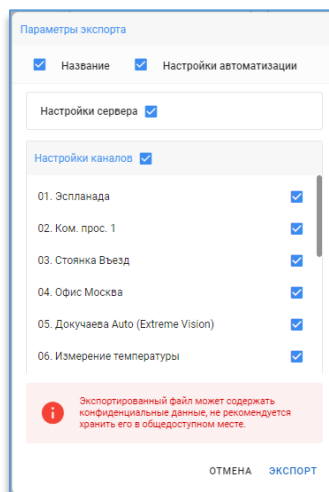 Параметры экспорта
Название Настройки автоматизации
Настройки сервера
Настройки каналов
01. Эспланада
02. Ком. прос. 1
03. Стоянка Въезд
04. Офис Москва
05. Докучаева Auto (Extreme Vision)
06. Измерение температуры
Экспортированный файл может содержать
конфиденциальные данные, не рекомендуется
хранить его в общедоступном месте.
ОТМЕНА ЭКСПОРТ